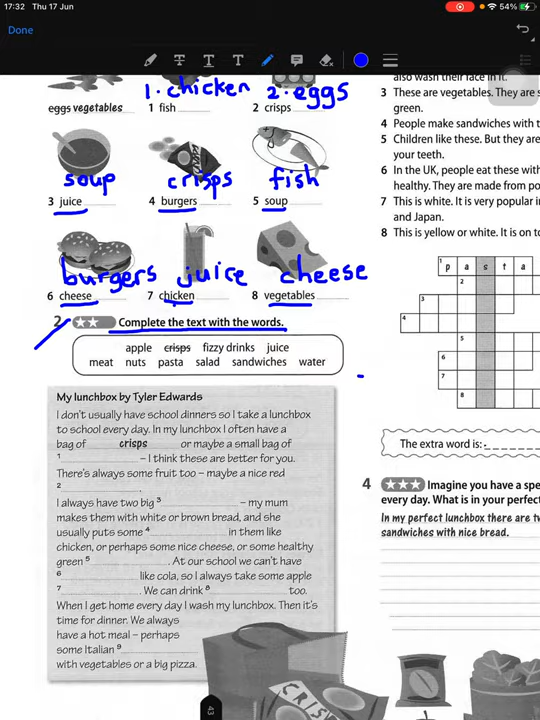 17:32 Thu 17 Jun
54%
Done
1. chicken 2. eggs
eggs vegetables 1 fish 2 crisps
soup crisps fish
3 juice 4 burgers 5 soup
burgers juice cheese
6 cheese 7 chicken 8 vegetables
2 Complete the text with the words.
apple crisps fizzy drinks juice
meat nuts pasta salad sandwiches water
My lunchbox by Tyler Edwards
I don't usually have school dinners so I take a lunchbox
to school every day. In my lunchbox I often have a
bag of crisps or maybe a small bag of
1 – I think these are better for you.
There's always some fruit too – maybe a nice red
2 .
I always have two big 3 – my mum
makes them with white or brown bread, and she
usually puts some 4 in them like
chicken, or perhaps some nice cheese, or some healthy
green 5 . At our school we can't have
6 like cola, so I always take some apple
7 . We can drink 8 too.
When I get home every day I wash my lunchbox. Then it's
time for dinner. We always
have a hot meal – perhaps
some Italian 9
with vegetables or a big pizza.
CRISPS
43
also wash their face in it.
3 These are vegetables. They are
green.
4 People make sandwiches with
5 Children like these. But they are
your teeth.
6 In the UK, people eat these with
healthy. They are made from
7 This is white. It is very popular
and Japan.
8 This is yellow or white. It is on
1 p a s t a
2
3
4
5
6
7
8
The extra word is:
4 Imagine you have a
every day. What is in your
In my perfect lunchbox there are
sandwiches with nice bread.